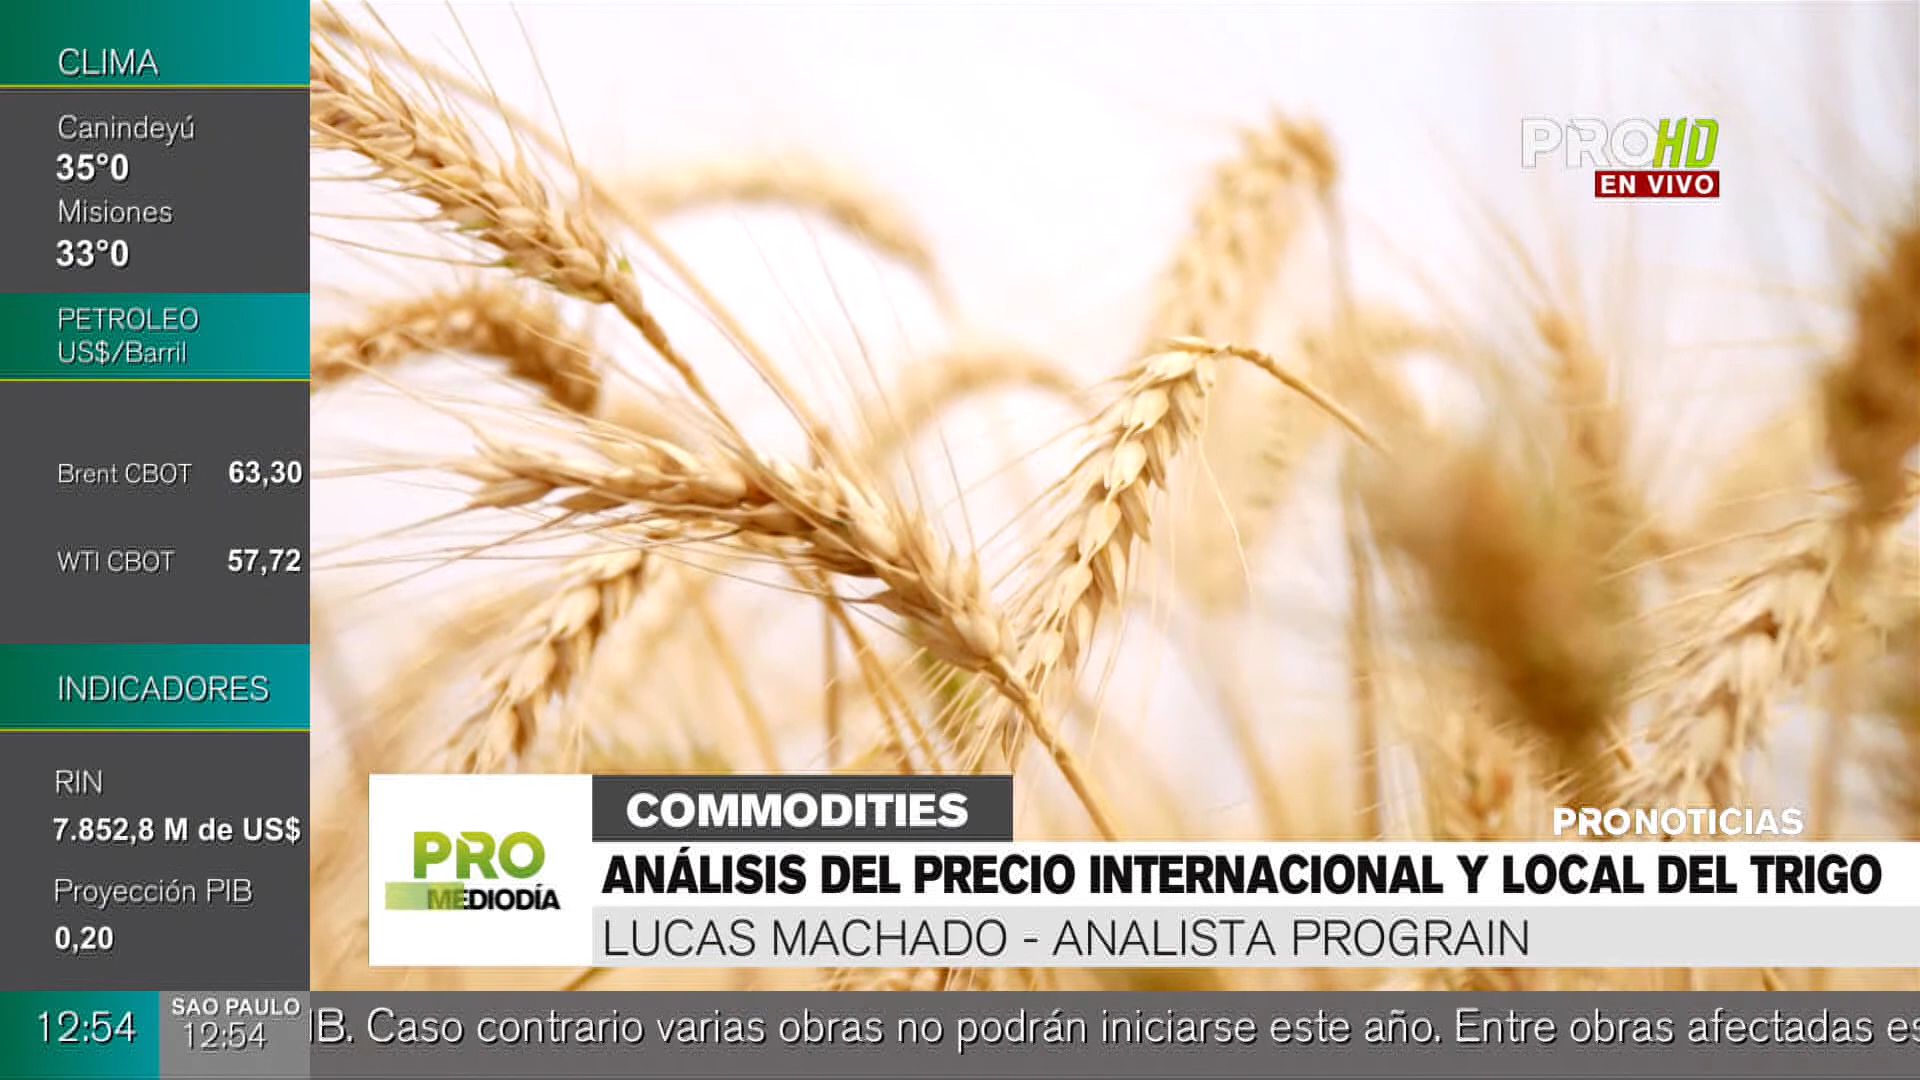 CLIMA
Canindeyú
35°0
Misiones
33°0
PETROLEO
US$/Barril
Brent CBOT 63,30
WTI CBOT 57,72
INDICADORES
RIN
7.852,8 M de US$
Proyección PIB
0,20
PRO HD
EN VIVO
COMMODITIES
PRONOTICIAS
PRO
MEDIODÍA
ANÁLISIS DEL PRECIO INTERNACIONAL Y LOCAL DEL TRIGO
LUCAS MACHADO - ANALISTA PROGRAIN
12:54
SAO PAULO
12:54
IB. Caso contrario varias obras no podrán iniciarse este año. Entre obras afectadas es